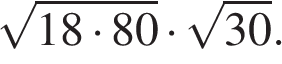 √18 · 80 · √30.